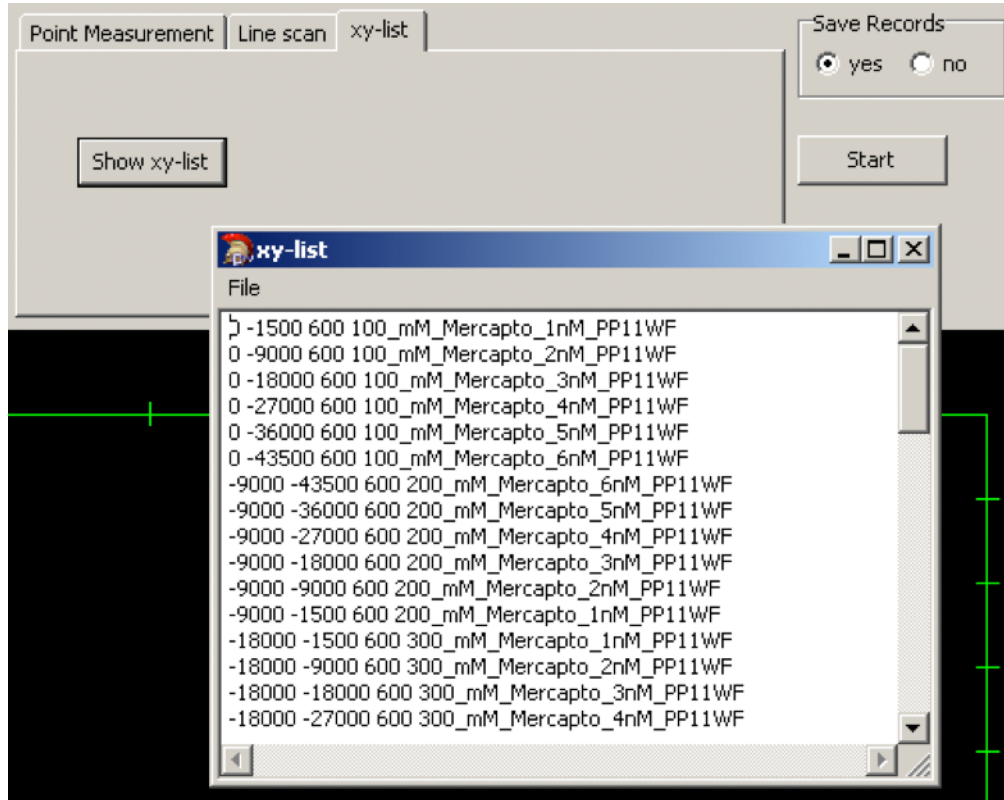 Point Measurement Line scan xy-list
Save Records
yes no
Show xy-list
Start
xy-list
File
0 -1500 600 100_mM_Mercapto_1nM_PP11WF
0 -9000 600 100_mM_Mercapto_2nM_PP11WF
0 -18000 600 100_mM_Mercapto_3nM_PP11WF
0 -27000 600 100_mM_Mercapto_4nM_PP11WF
0 -36000 600 100_mM_Mercapto_5nM_PP11WF
0 -43500 600 100_mM_Mercapto_6nM_PP11WF
-9000 -43500 600 200_mM_Mercapto_6nM_PP11WF
-9000 -36000 600 200_mM_Mercapto_5nM_PP11WF
-9000 -27000 600 200_mM_Mercapto_4nM_PP11WF
-9000 -18000 600 200_mM_Mercapto_3nM_PP11WF
-9000 -9000 600 200_mM_Mercapto_2nM_PP11WF
-9000 -1500 600 200_mM_Mercapto_1nM_PP11WF
-18000 -1500 600 300_mM_Mercapto_1nM_PP11WF
-18000 -9000 600 300_mM_Mercapto_2nM_PP11WF
-18000 -18000 600 300_mM_Mercapto_3nM_PP11WF
-18000 -27000 600 300_mM_Mercapto_4nM_PP11WF